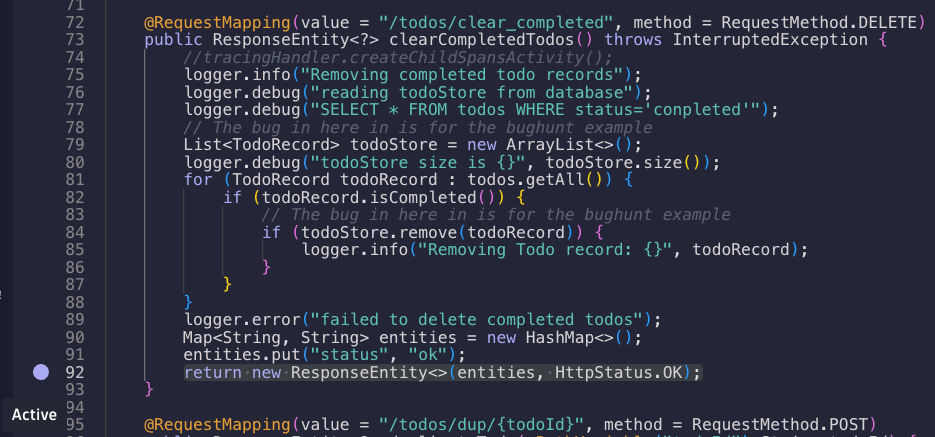 71
72 @RequestMapping(value = "/todos/clear_completed", method = RequestMethod.DELETE)
73 public ResponseEntity<?> clearCompletedTodos() throws InterruptedException {
74 //tracingHandler.createChildSpansActivity();
75 logger.info("Removing completed todo records");
76 logger.debug("reading todoStore from database");
77 logger.debug("SELECT * FROM todos WHERE status='conpleted'");
78 // The bug in here in is for the bughunt example
79 List<TodoRecord> todoStore = new ArrayList<>();
80 logger.debug("todoStore size is {}", todoStore.size());
81 for (TodoRecord todoRecord : todos.getAll()) {
82 if (todoRecord.isCompleted()) {
83 // The bug in here in is for the bughunt example
84 if (todoStore.remove(todoRecord)) {
85 logger.info("Removing Todo record: {}", todoRecord);
86 }
87 }
88 }
89 logger.error("failed to delete completed todos");
90 Map<String, String> entities = new HashMap<>();
91 entities.put("status", "ok");
92 return new ResponseEntity<>(entities, HttpStatus.OK);
93 }
94
Active
95 @RequestMapping(value = "/todos/dup/{todoId}", method = RequestMethod.POST)